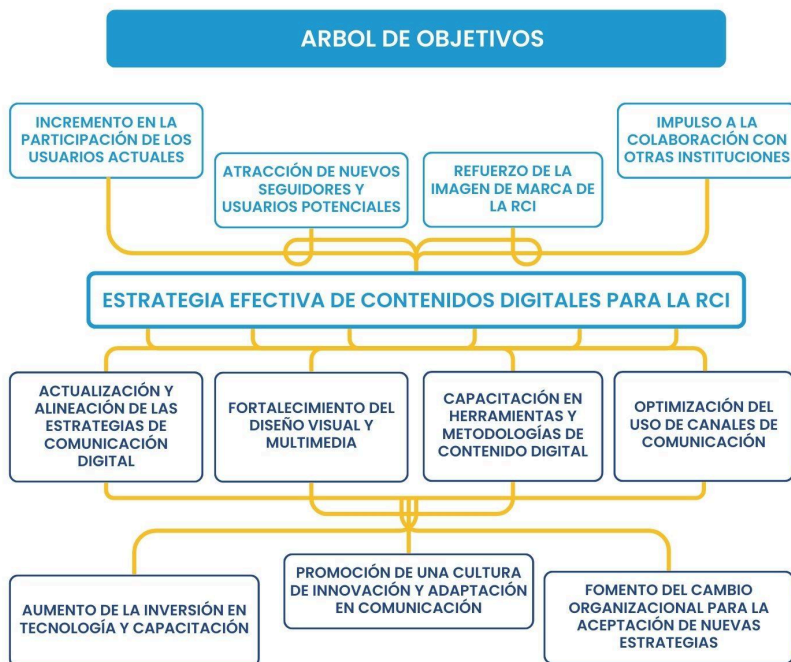 ARBOL DE OBJETIVOS
INCREMENTO EN LA
PARTICIPACIÓN DE LOS
USUARIOS ACTUALES
ATRACCIÓN DE NUEVOS
SEGUIDORES Y
USUARIOS POTENCIALES
REFUERZO DE LA
IMAGEN DE MARCA DE
LA RCI
IMPULSO A LA
COLABORACIÓN CON
OTRAS INSTITUCIONES
ESTRATEGIA EFECTIVA DE CONTENIDOS DIGITALES PARA LA RCI
ACTUALIZACIÓN Y
ALINEACIÓN DE LAS
ESTRATEGIAS DE
COMUNICACIÓN
DIGITAL
FORTALECIMIENTO DEL
DISEÑO VISUAL Y
MULTIMEDIA
CAPACITACIÓN EN
HERRAMIENTAS Y
METODOLOGÍAS DE
CONTENIDO DIGITAL
OPTIMIZACIÓN DEL
USO DE CANALES DE
COMUNICACIÓN
AUMENTO DE LA INVERSIÓN EN
TECNOLOGÍA Y CAPACITACIÓN
PROMOCIÓN DE UNA CULTURA
DE INNOVACIÓN Y ADAPTACIÓN
EN COMUNICACIÓN
FOMENTO DEL CAMBIO
ORGANIZACIONAL PARA LA
ACEPTACIÓN DE NUEVAS
ESTRATEGIAS